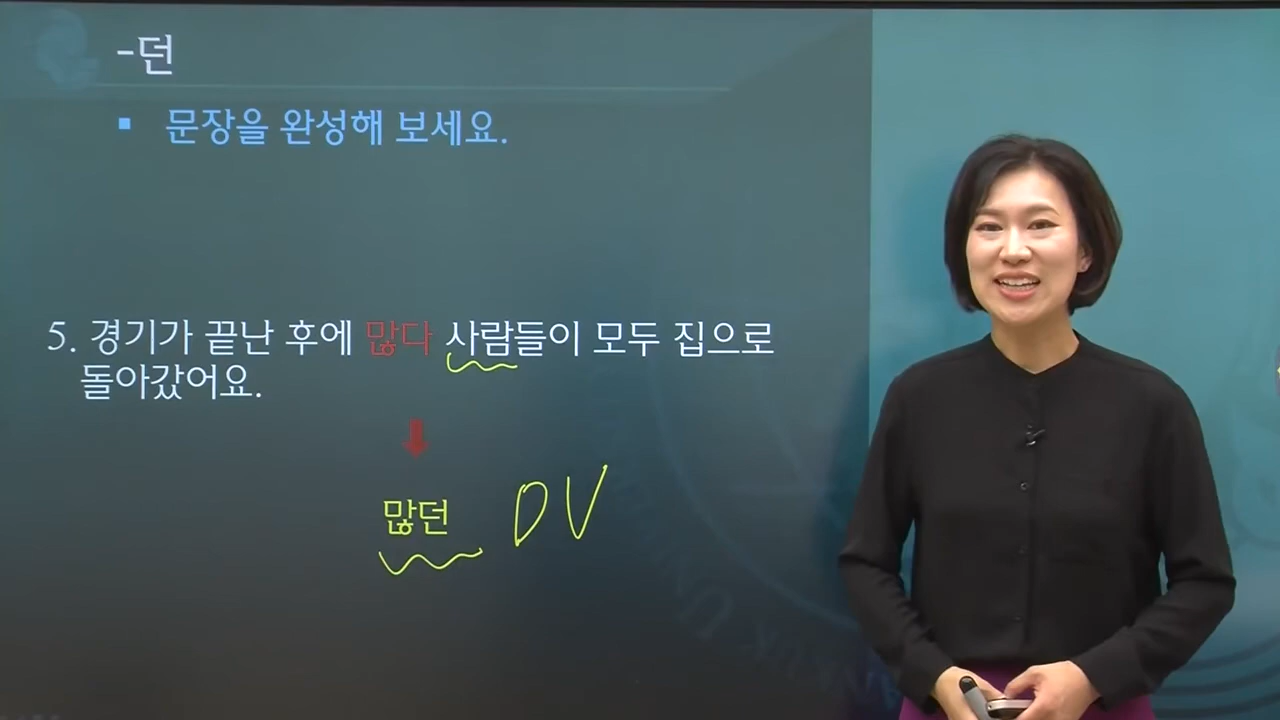 -던
▪ 문장을 완성해 보세요.
5. 경기가 끝난 후에 많다 사람들이 모두 집으로
돌아갔어요.
많던 DV